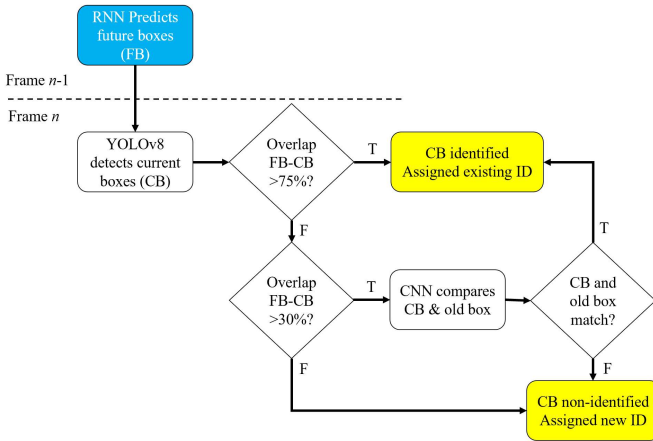 RNN Predicts
future boxes
(FB)
Frame n-1
Frame n
YOLOv8
detects current
boxes (CB)
Overlap
FB-CB
>75%?
T
CB identified
Assigned existing ID
F
T
Overlap
FB-CB
>30%?
T
CNN compares
CB & old box
CB and
old box
match?
F
F
CB non-identified
Assigned new ID